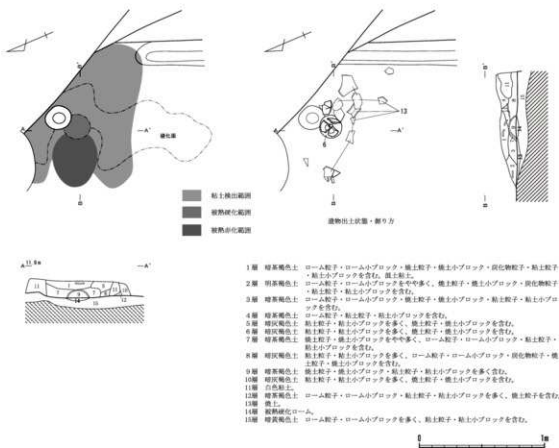 硬化面
A
A'
B
B'
粘土検出範囲
被熱硬化範囲
被熱赤化範囲
A
A'
B
B'
6
13
遺物出土状態・掘り方
B
B'
A 11.8m
A'
1層 暗茶褐色土 ローム粒子・ローム小ブロック・焼土粒子・焼土小ブロック・炭化物粒子・粘土粒子
・粘土小ブロックを含む。
2層 明茶褐色土 ローム粒子・ローム小ブロックをやや多く、焼土粒子・焼土小ブロック・炭化物粒子
・粘土粒子・粘土小ブロックを含む。
3層 暗茶褐色土 ローム粒子・ローム小ブロック・焼土粒子・焼土小ブロック・粘土粒子・粘土小ブロッ
クを含む。
4層 暗茶褐色土 ローム粒子・粘土粒子・粘土小ブロックを含む。
5層 暗灰褐色土 粘土粒子・粘土小ブロックを多く、焼土粒子・焼土小ブロックを含む。
6層 暗灰褐色土 粘土粒子・粘土小ブロックを多く、焼土粒子・焼土小ブロックを含む。
7層 暗茶褐色土 焼土粒子・焼土小ブロックをやや多く、ローム粒子・ローム小ブロック・粘土粒子・
粘土小ブロックを含む。
8層 暗灰褐色土 粘土粒子・粘土小ブロックを多く、ローム粒子・ローム小ブロック・炭化物粒子・焼
土粒子・焼土小ブロックを含む。
9層 暗茶褐色土 焼土粒子・焼土小ブロック・粘土粒子・粘土小ブロックを多く含む。
10層 暗灰褐色土 粘土粒子・粘土小ブロックを多く、焼土粒子・焼土小ブロックを含む。
11層 白色粘土。
12層 暗茶褐色土 ローム粒子・ローム小ブロック・粘土粒子・粘土小ブロックを多く、焼土粒子を含む。
13層 焼土。
14層 被熱硬化ローム。
15層 暗黄褐色土 ローム粒子・ローム小ブロックを多く、粘土粒子・粘土小ブロックを含む。
0 1m